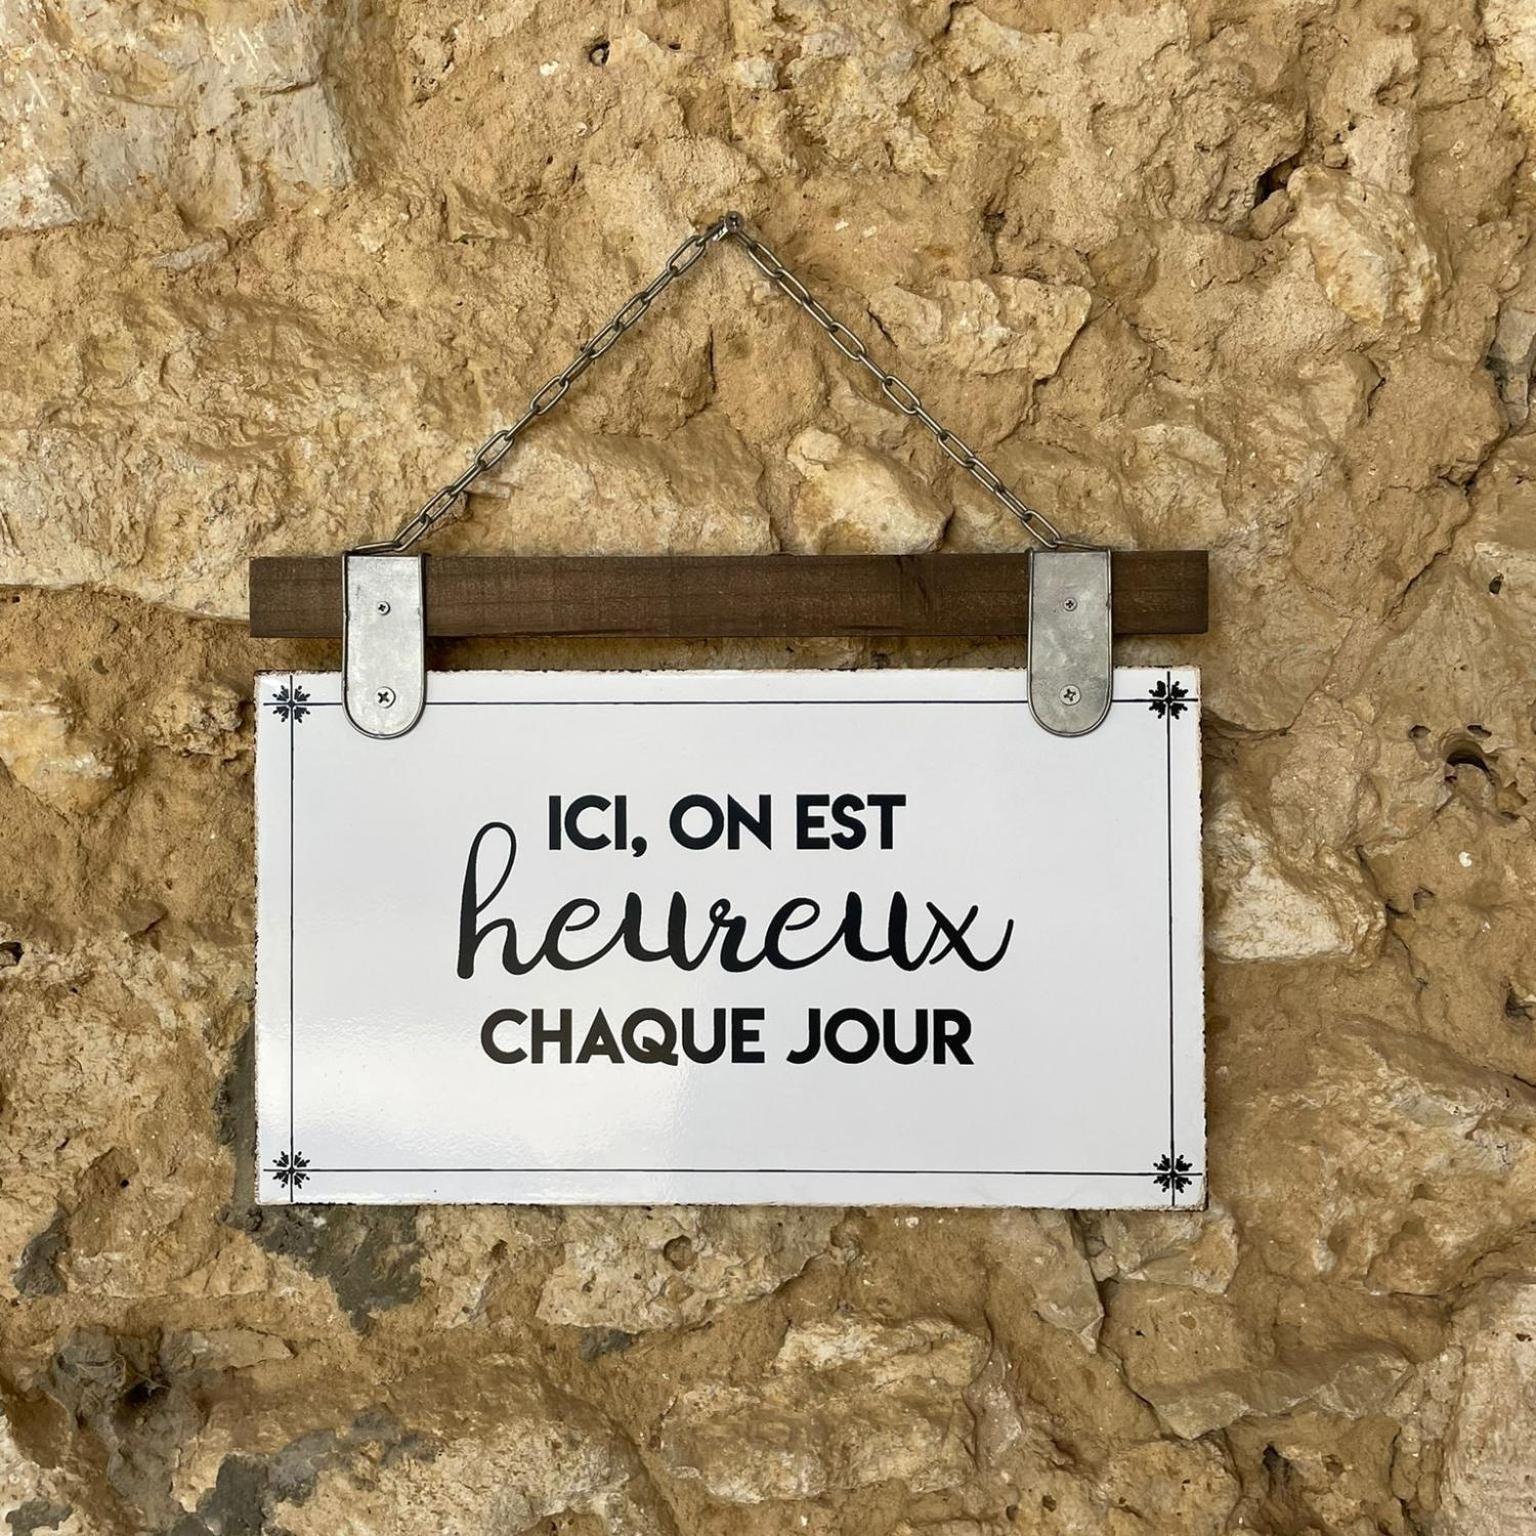 ICI, ON EST
heureux
CHAQUE JOUR